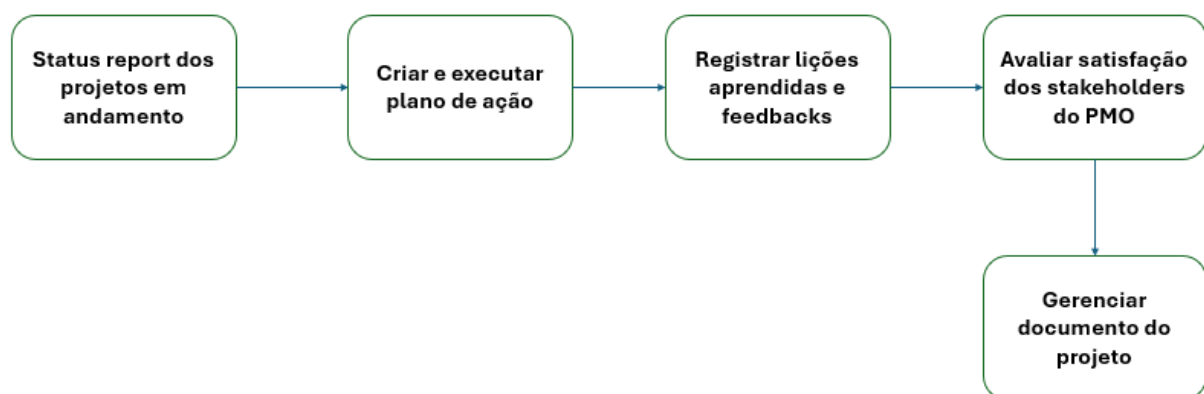 Status report dos
projetos em
andamento
Criar e executar
plano de ação
Registrar lições
aprendidas e
feedbacks
Avaliar satisfação
dos stakeholders
do PMO
Gerenciar
documento do
projeto